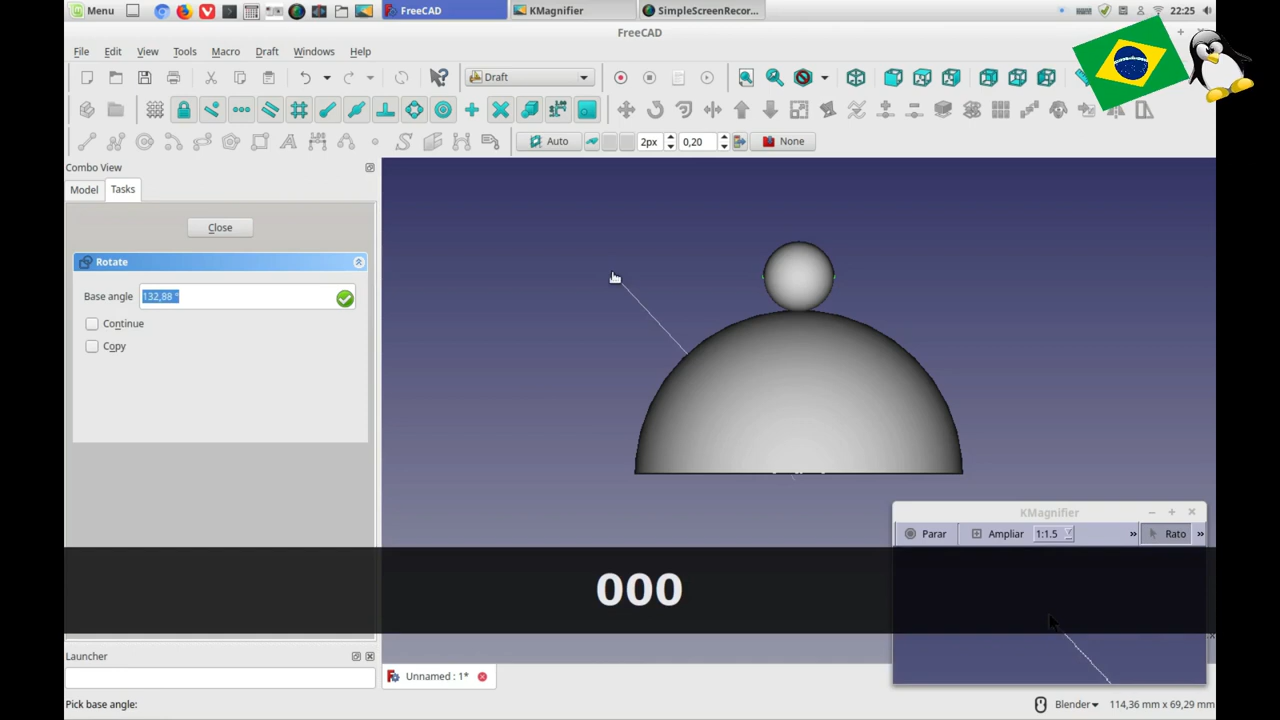 Menu
FreeCAD
KMagnifier
SimpleScreenRecor...
22:25
FreeCAD
File Edit View Tools Macro Draft Windows Help
Draft
Auto
2px
0,20
None
Combo View
Model Tasks
Close
Rotate
Base angle 132,88 °
Continue
Copy
KMagnifier
Parar
Ampliar 1:1.5
» Rato »
000
Launcher
Unnamed : 1*
Pick base angle:
Blender
114,36 mm x 69,29 mm